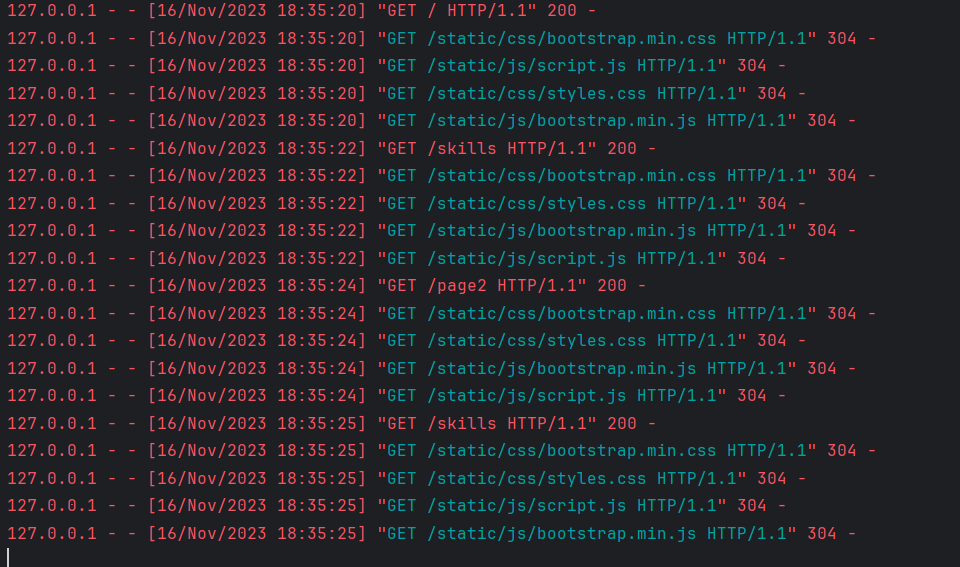 127.0.0.1 - - [16/Nov/2023 18:35:20] "GET / HTTP/1.1" 200 -
127.0.0.1 - - [16/Nov/2023 18:35:20] "GET /static/css/bootstrap.min.css HTTP/1.1" 304 -
127.0.0.1 - - [16/Nov/2023 18:35:20] "GET /static/js/script.js HTTP/1.1" 304 -
127.0.0.1 - - [16/Nov/2023 18:35:20] "GET /static/css/styles.css HTTP/1.1" 304 -
127.0.0.1 - - [16/Nov/2023 18:35:20] "GET /static/js/bootstrap.min.js HTTP/1.1" 304 -
127.0.0.1 - - [16/Nov/2023 18:35:22] "GET /skills HTTP/1.1" 200 -
127.0.0.1 - - [16/Nov/2023 18:35:22] "GET /static/css/bootstrap.min.css HTTP/1.1" 304 -
127.0.0.1 - - [16/Nov/2023 18:35:22] "GET /static/css/styles.css HTTP/1.1" 304 -
127.0.0.1 - - [16/Nov/2023 18:35:22] "GET /static/js/bootstrap.min.js HTTP/1.1" 304 -
127.0.0.1 - - [16/Nov/2023 18:35:22] "GET /static/js/script.js HTTP/1.1" 304 -
127.0.0.1 - - [16/Nov/2023 18:35:24] "GET /page2 HTTP/1.1" 200 -
127.0.0.1 - - [16/Nov/2023 18:35:24] "GET /static/css/bootstrap.min.css HTTP/1.1" 304 -
127.0.0.1 - - [16/Nov/2023 18:35:24] "GET /static/css/styles.css HTTP/1.1" 304 -
127.0.0.1 - - [16/Nov/2023 18:35:24] "GET /static/js/bootstrap.min.js HTTP/1.1" 304 -
127.0.0.1 - - [16/Nov/2023 18:35:24] "GET /static/js/script.js HTTP/1.1" 304 -
127.0.0.1 - - [16/Nov/2023 18:35:25] "GET /skills HTTP/1.1" 200 -
127.0.0.1 - - [16/Nov/2023 18:35:25] "GET /static/css/bootstrap.min.css HTTP/1.1" 304 -
127.0.0.1 - - [16/Nov/2023 18:35:25] "GET /static/css/styles.css HTTP/1.1" 304 -
127.0.0.1 - - [16/Nov/2023 18:35:25] "GET /static/js/script.js HTTP/1.1" 304 -
127.0.0.1 - - [16/Nov/2023 18:35:25] "GET /static/js/bootstrap.min.js HTTP/1.1" 304 -